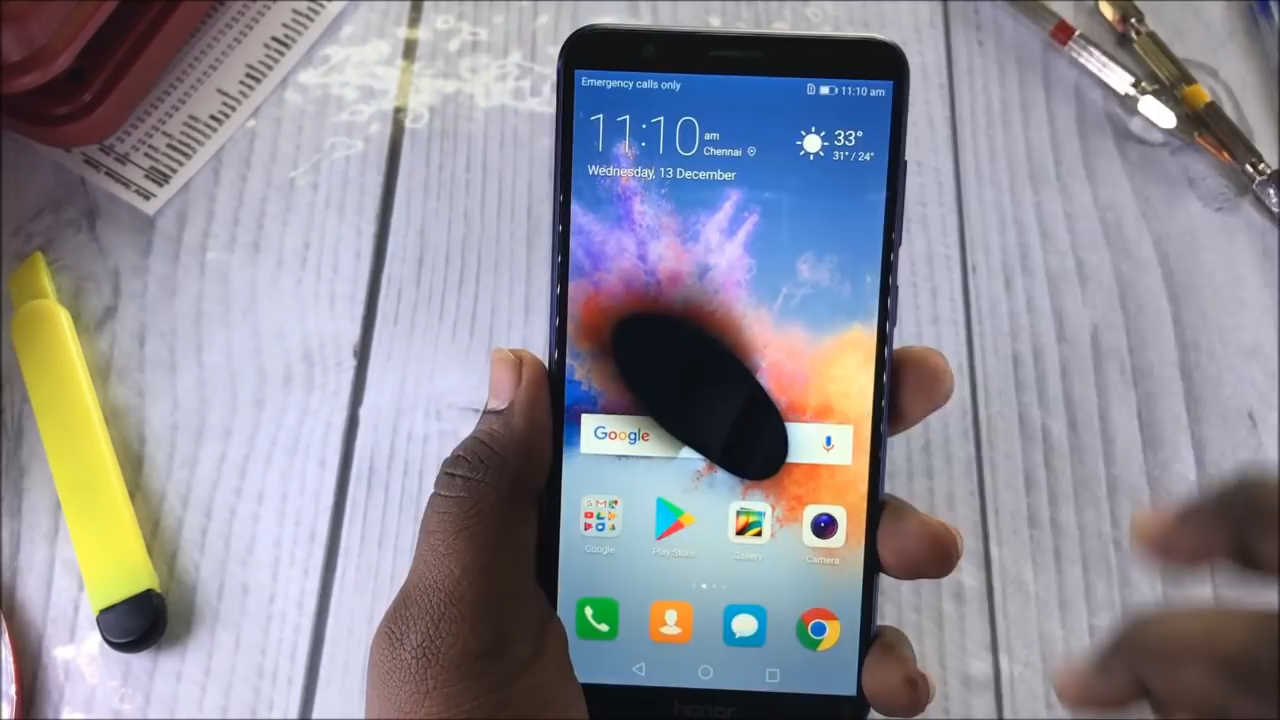 Emergency calls only
11:10 am
11:10 am
Chennai
33°
31° / 24°
Wednesday, 13 December
Google
Google
Play Store
Gallery
Camera
honor